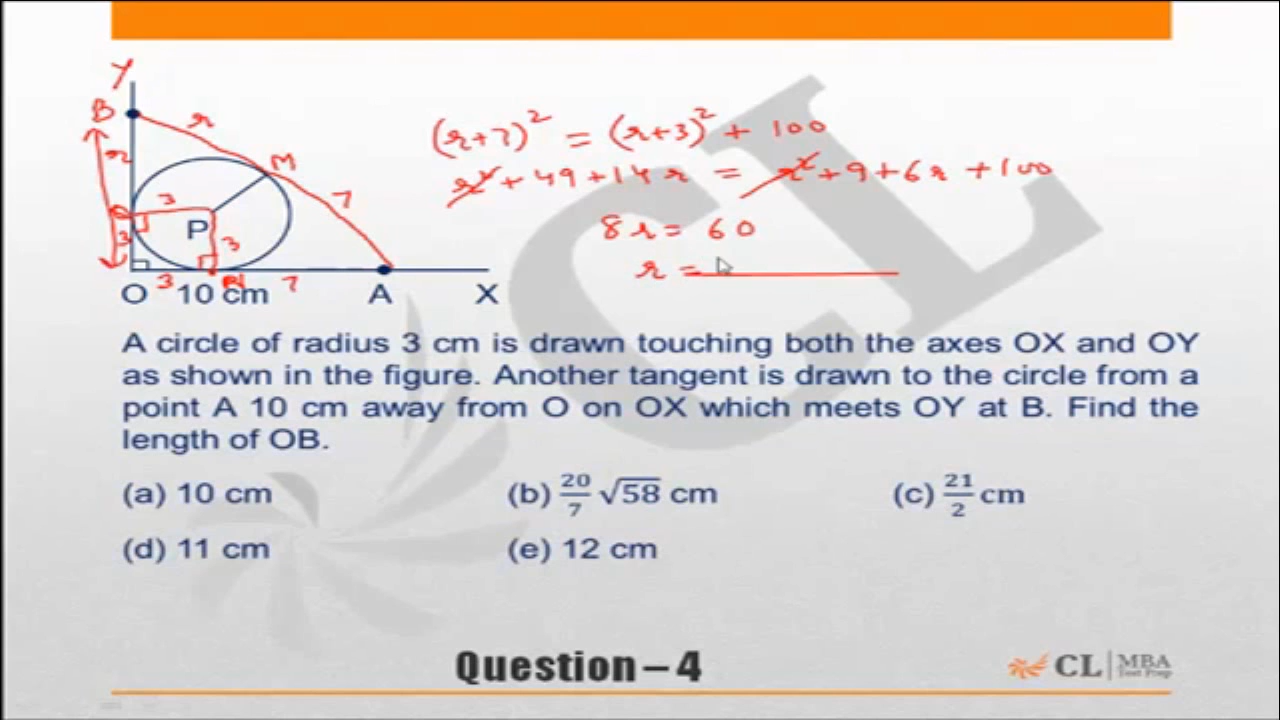 Y
B
r
M
(r+7)² = (r+3)² + 100
r
r² + 49 + 14r = r² + 9 + 6r + 100
3
7
P
8r = 60
3
3
r =
3
7
O 10 cm A X
A circle of radius 3 cm is drawn touching both the axes OX and OY
as shown in the figure. Another tangent is drawn to the circle from a
point A 10 cm away from O on OX which meets OY at B. Find the
length of OB.
(a) 10 cm (b) 20/7 √58 cm (c) 21/2 cm
(d) 11 cm (e) 12 cm
Question – 4
CL MBA
Test Prep
CL